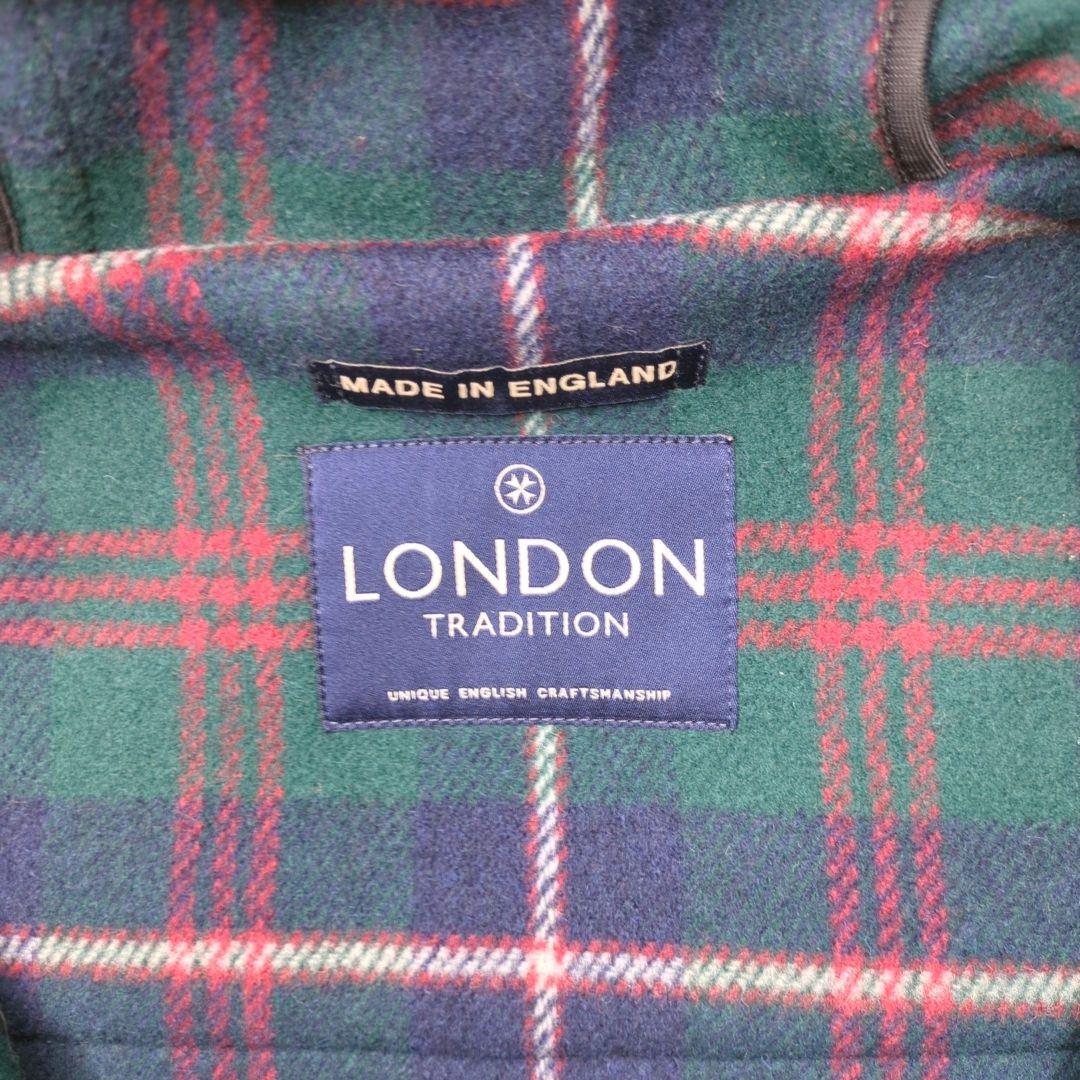 MADE IN ENGLAND
LONDON
TRADITION
UNIQUE ENGLISH CRAFTSMANSHIP